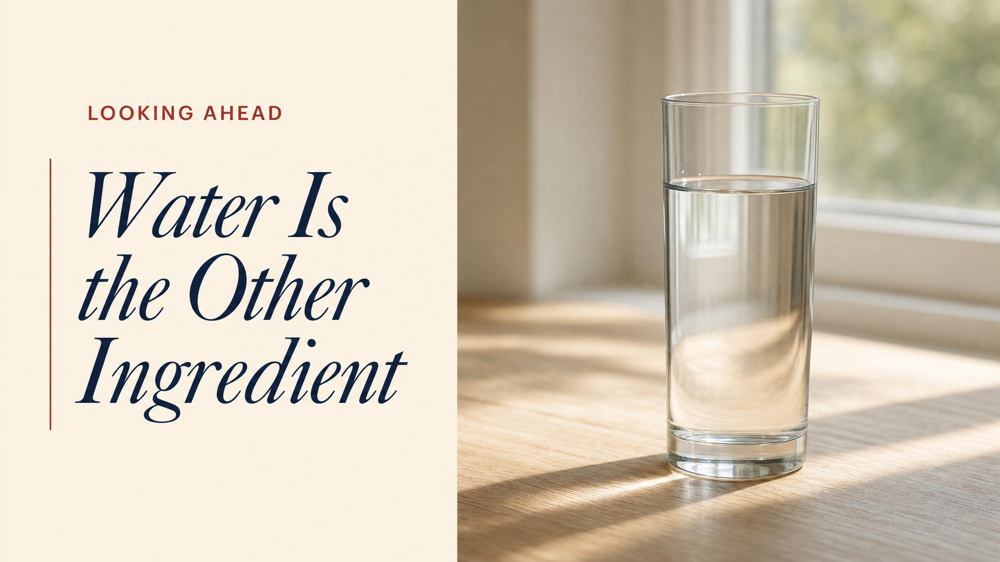 LOOKING AHEAD
Water Is
the Other
Ingredient